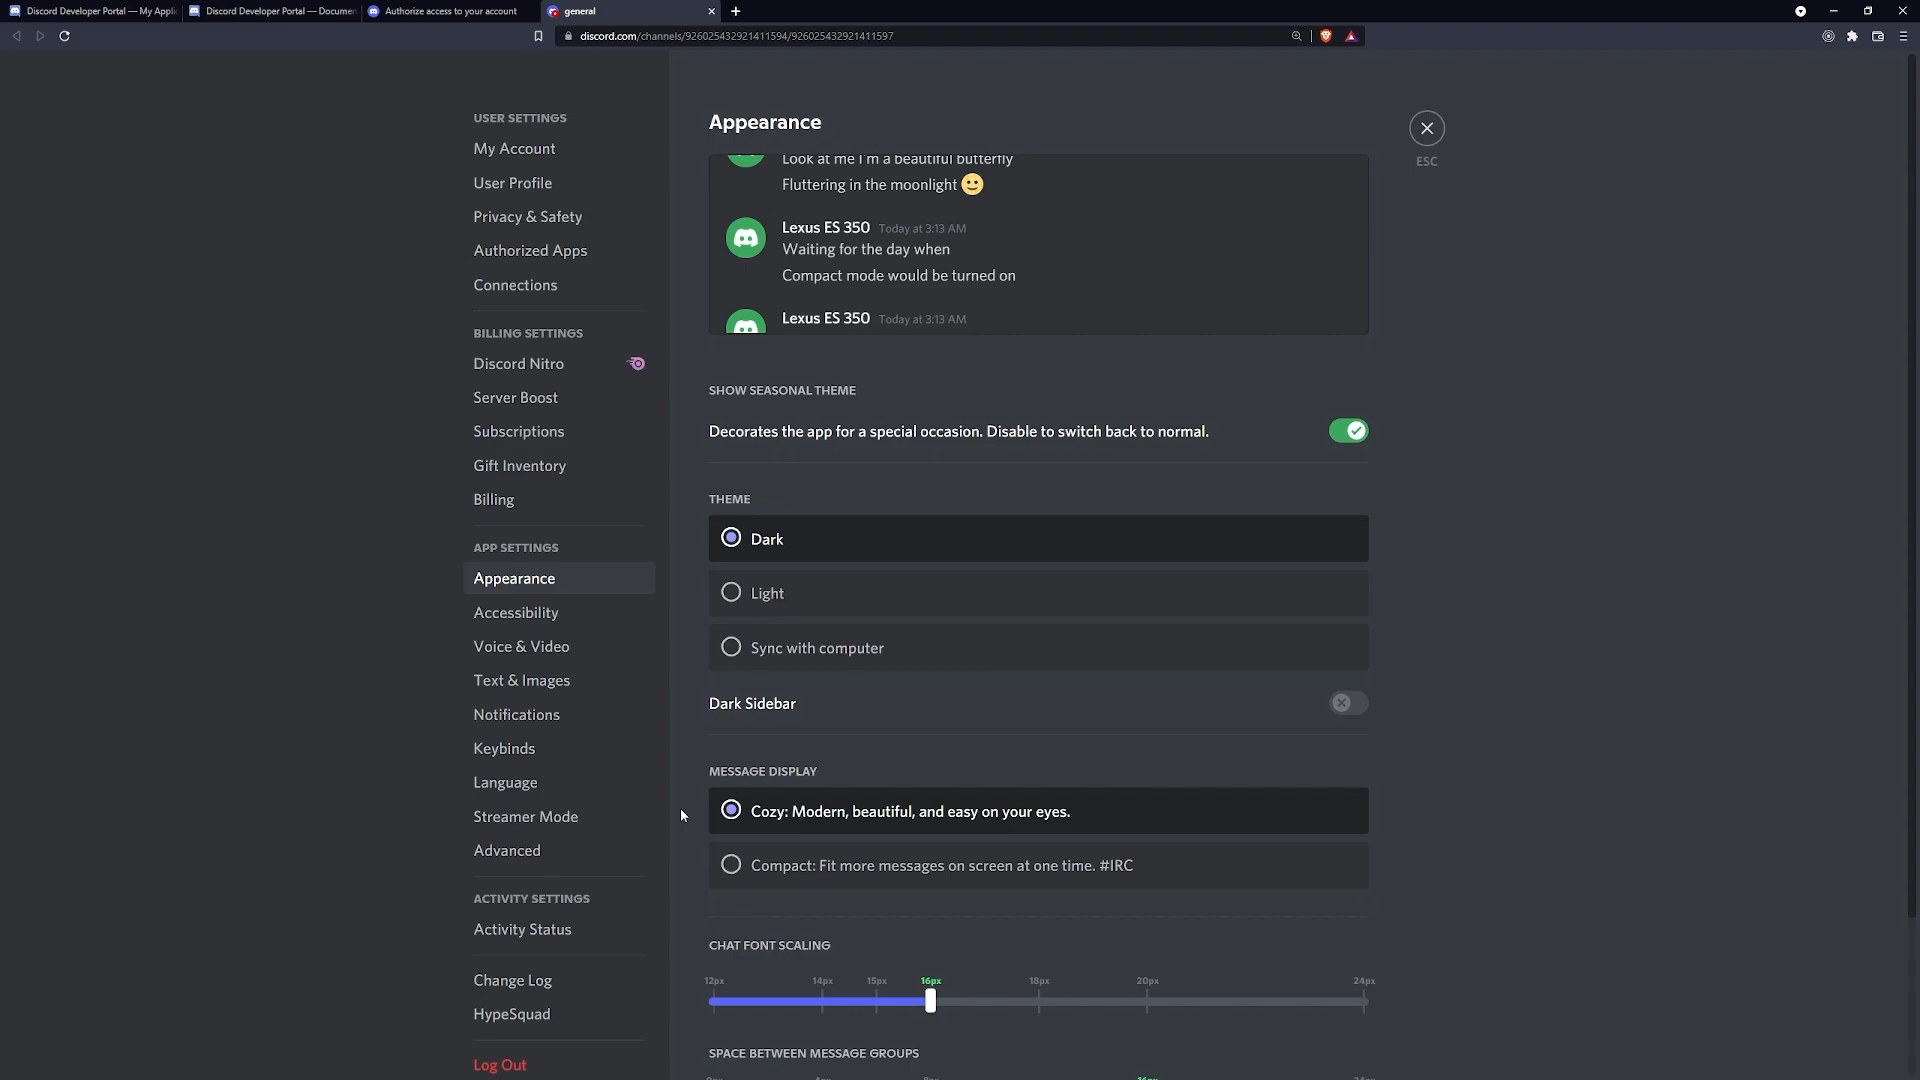 Discord Developer Portal — My Applic
Discord Developer Portal — Documen
Authorize access to your account
general
discord.com/channels/926025432921411594/926025432921411597
USER SETTINGS
My Account
User Profile
Privacy & Safety
Authorized Apps
Connections
BILLING SETTINGS
Discord Nitro
Server Boost
Subscriptions
Gift Inventory
Billing
APP SETTINGS
Appearance
Accessibility
Voice & Video
Text & Images
Notifications
Keybinds
Language
Streamer Mode
Advanced
ACTIVITY SETTINGS
Activity Status
Change Log
HypeSquad
Log Out
Appearance
Look at me I'm a beautiful butterfly
Fluttering in the moonlight 🙂
Lexus ES 350 Today at 3:13 AM
Waiting for the day when
Compact mode would be turned on
Lexus ES 350 Today at 3:13 AM
SHOW SEASONAL THEME
Decorates the app for a special occasion. Disable to switch back to normal.
THEME
Dark
Light
Sync with computer
Dark Sidebar
MESSAGE DISPLAY
Cozy: Modern, beautiful, and easy on your eyes.
Compact: Fit more messages on screen at one time. #IRC
CHAT FONT SCALING
12px 14px 15px 16px 18px 20px 24px
SPACE BETWEEN MESSAGE GROUPS
ESC